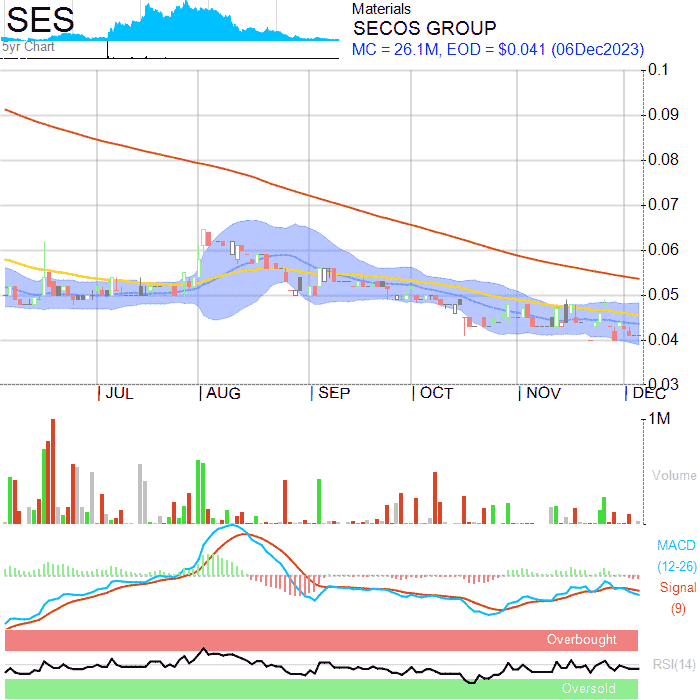 SES
5yr Chart
Materials
SECOS GROUP
MC = 26.1M, EOD = $0.041 (06Dec2023)
0.1
0.09
0.08
0.07
0.06
0.05
0.04
0.03
JUL AUG SEP OCT NOV DEC
1M
Volume
MACD
(12-26)
Signal
(9)
Overbought
RSI(14)
Oversold